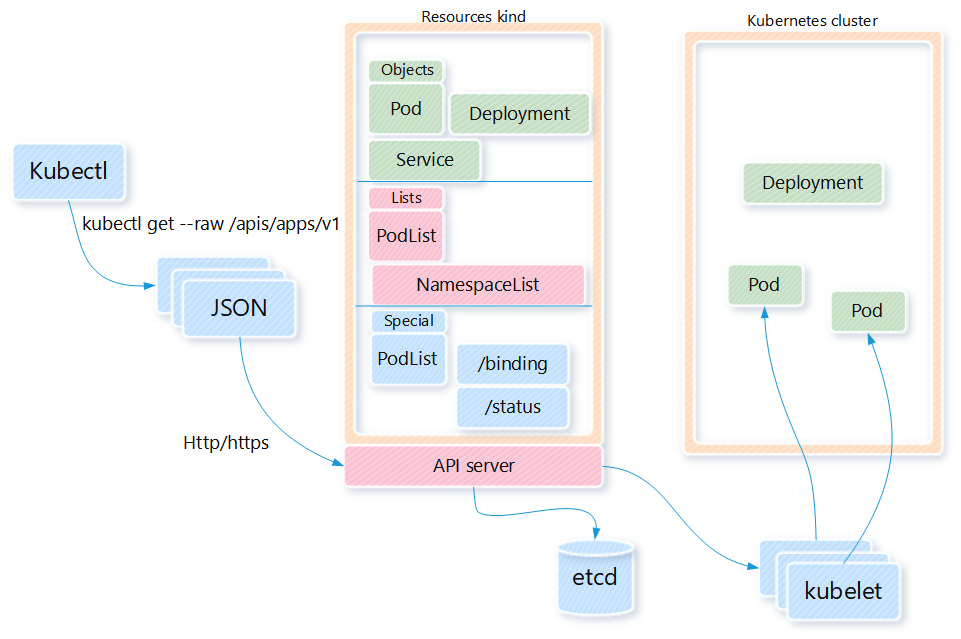 Resources kind
Kubernetes cluster
Objects
Pod
Deployment
Service
Kubectl
kubectl get --raw /apis/apps/v1
Lists
PodList
NamespaceList
JSON
Special
PodList
/binding
/status
Http/https
API server
etcd
Deployment
Pod
Pod
kubelet